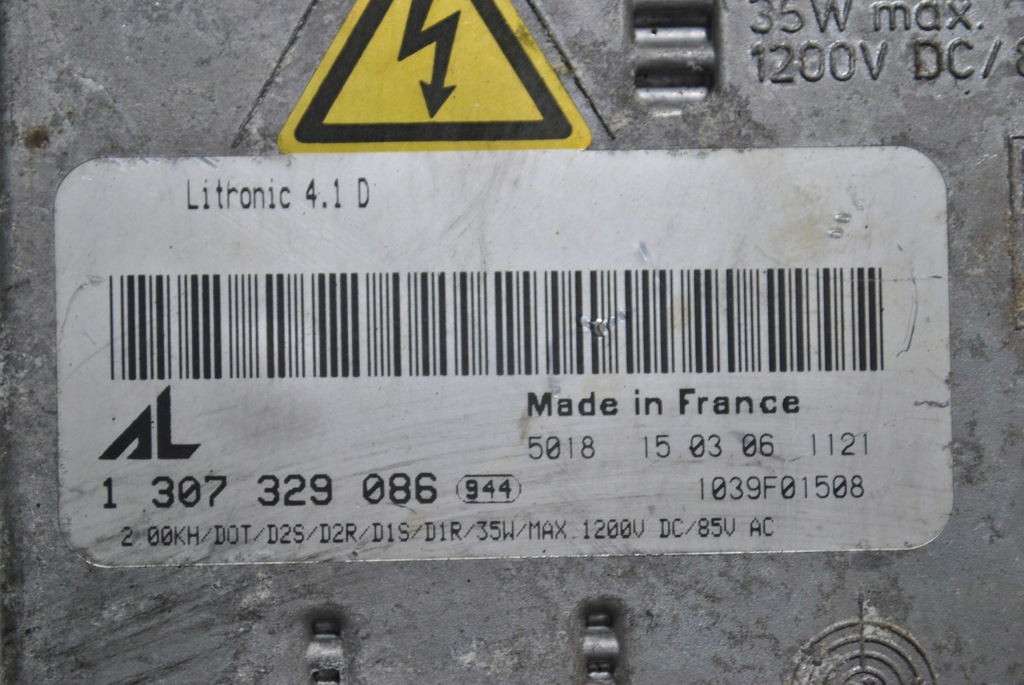 35W max.
1200V DC/8
Litronic 4.1 D
AL
Made in France
5018 15 03 06 1121
1 307 329 086 944
1039F01508
2 00KH/DOT/D2S/D2R/D1S/D1R/35W/MAX.1200V DC/85V AC